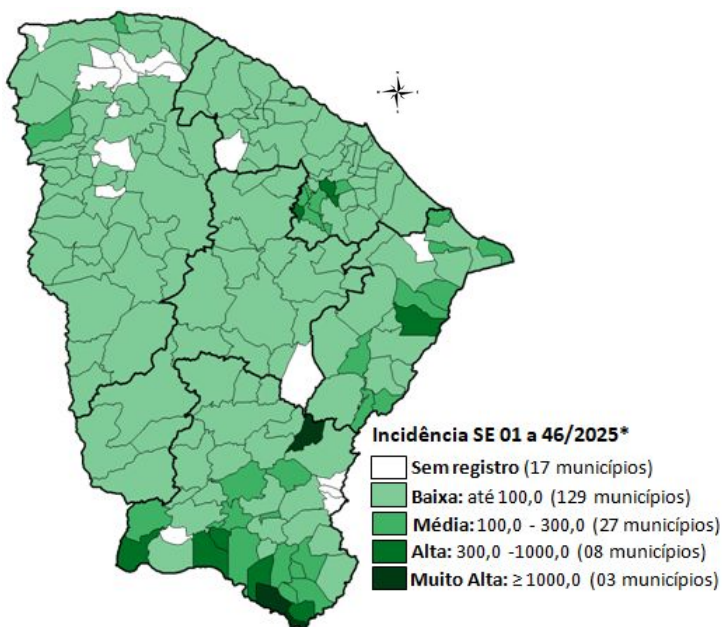 Incidência SE 01 a 46/2025*
Sem registro (17 municípios)
Baixa: até 100,0 (129 municípios)
Média: 100,0 - 300,0 (27 municípios)
Alta: 300,0 -1000,0 (08 municípios)
Muito Alta: ≥ 1000,0 (03 municípios)